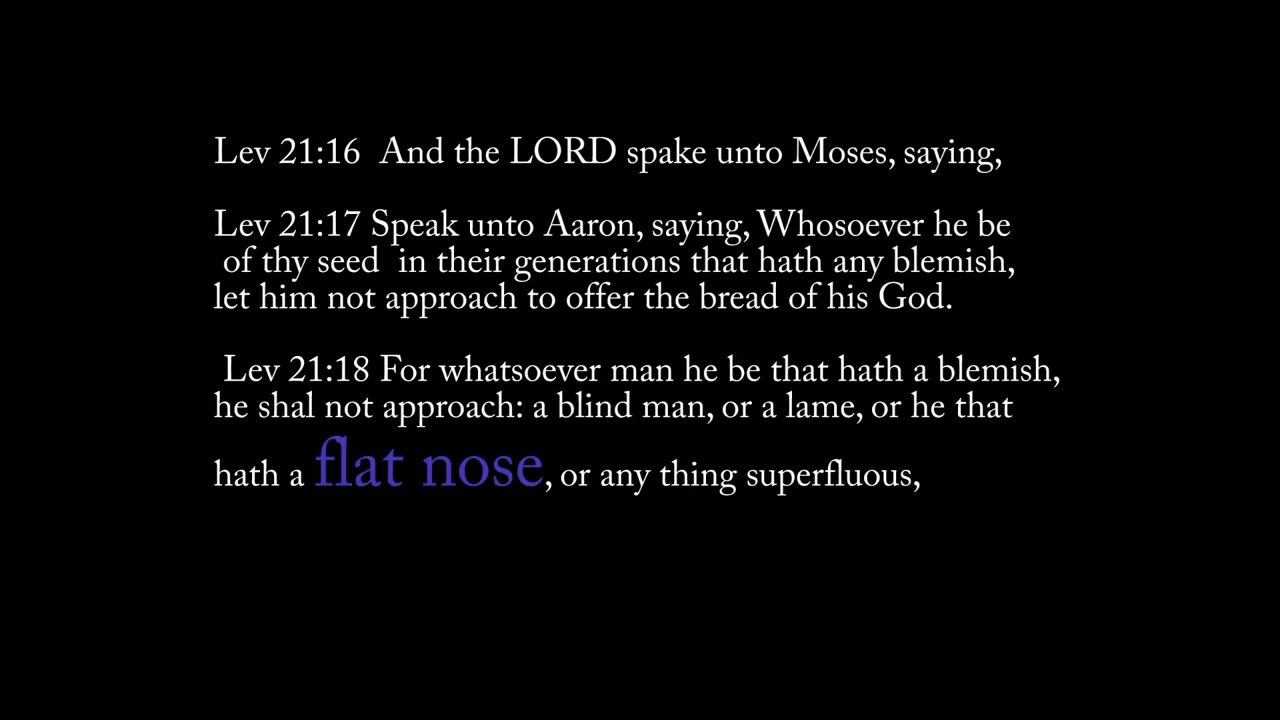 Lev 21:16  And the LORD spake unto Moses, saying,
Lev 21:17 Speak unto Aaron, saying, Whosoever he be
of thy seed  in their generations that hath any blemish,
let him not approach to offer the bread of his God.
Lev 21:18 For whatsoever man he be that hath a blemish,
he shal not approach: a blind man, or a lame, or he that
hath a flat nose, or any thing superfluous,